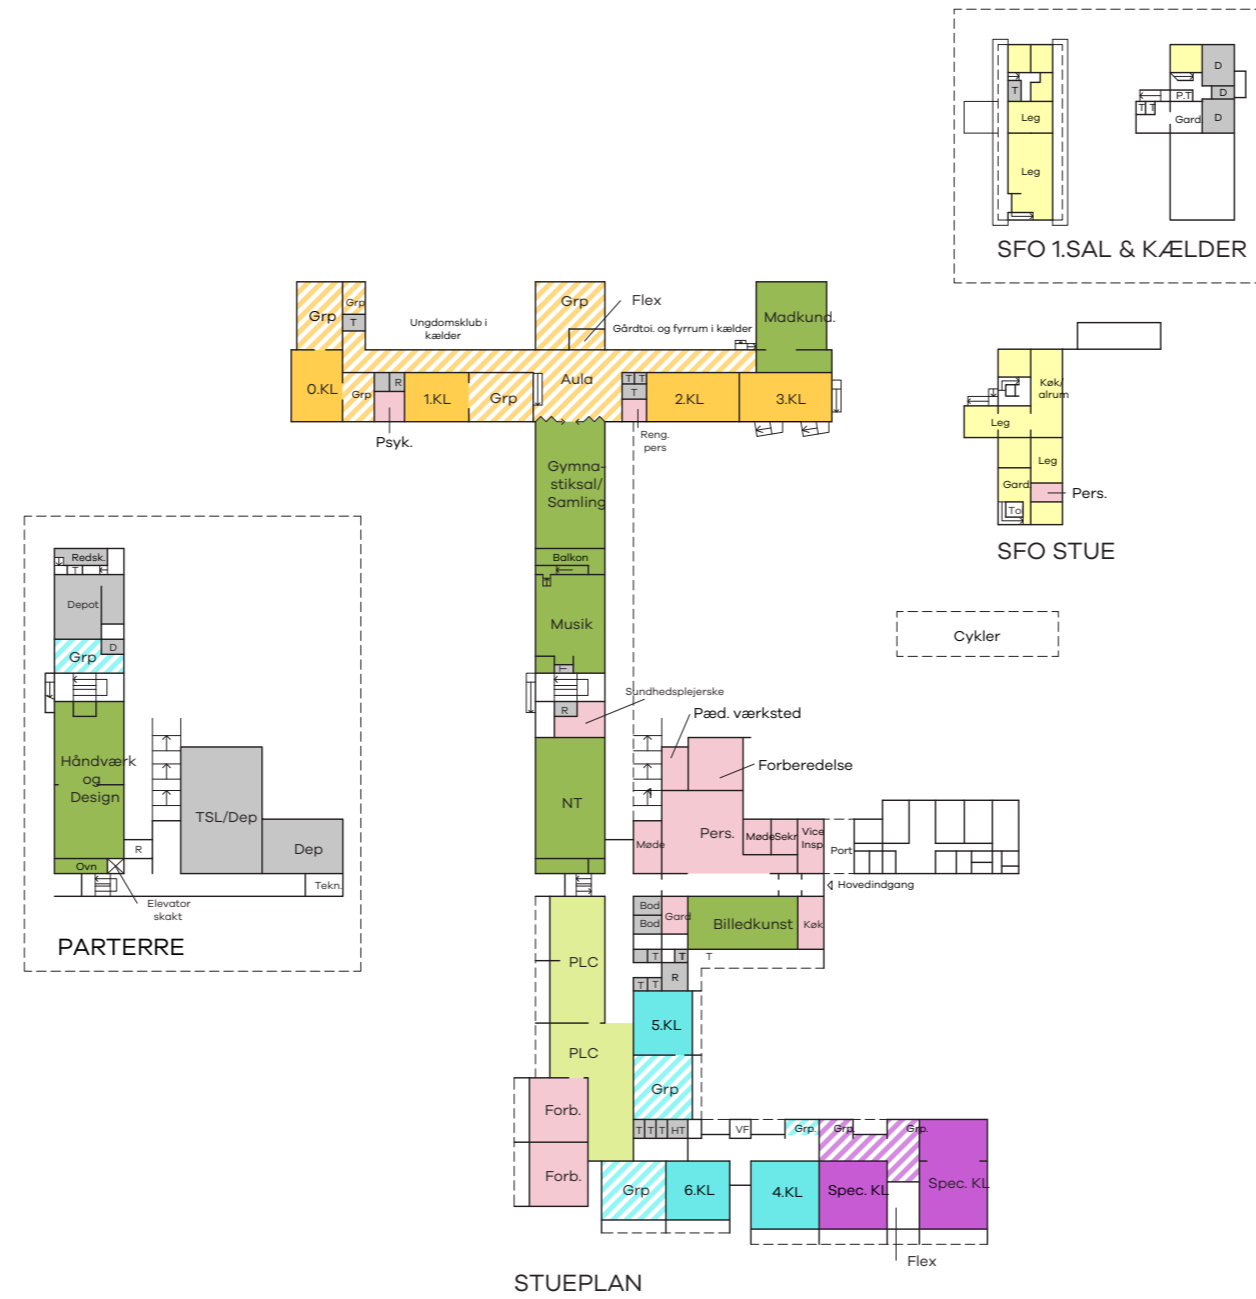 T
Leg
Leg
D
P.T
D
T T
Gard.
D
SFO 1.SAL & KÆLDER
Grp
Grp
T
Ungdomsklub i
kælder
Grp
Flex
Gårdtoi. og fyrrum i kælder
Madkund.
0.KL
Grp
R
1.KL
Grp
Aula
T T
T
2.KL
3.KL
Psyk.
Reng.
pers
Køk/
alrum
Leg
Leg
Gard.
To
Pers.
SFO STUE
Gymna-
stiksal/
Samling
Balkon
Musik
T
R
Sundhedsplejerske
NT
Redsk.
T
Depot
D
Grp
Håndværk
og
Design
R
Ovn
TSL/Dep
Dep
Tekn.
Elevator
skakt
PARTERRE
Cykler
Pæd. værksted
Forberedelse
Møde
Pers.
Møde
Sekr
Vice
Insp
Port
Hovedindgang
Bod
Bod
Gard
Billedkunst
Køk
T
T
T
T T
R
PLC
5.KL
PLC
Grp
Forb.
Forb.
T T T HT
VF
Grp.
Grp.
Grp.
Grp
6.KL
4.KL
Spec. KL
Spec. KL
Flex
STUEPLAN